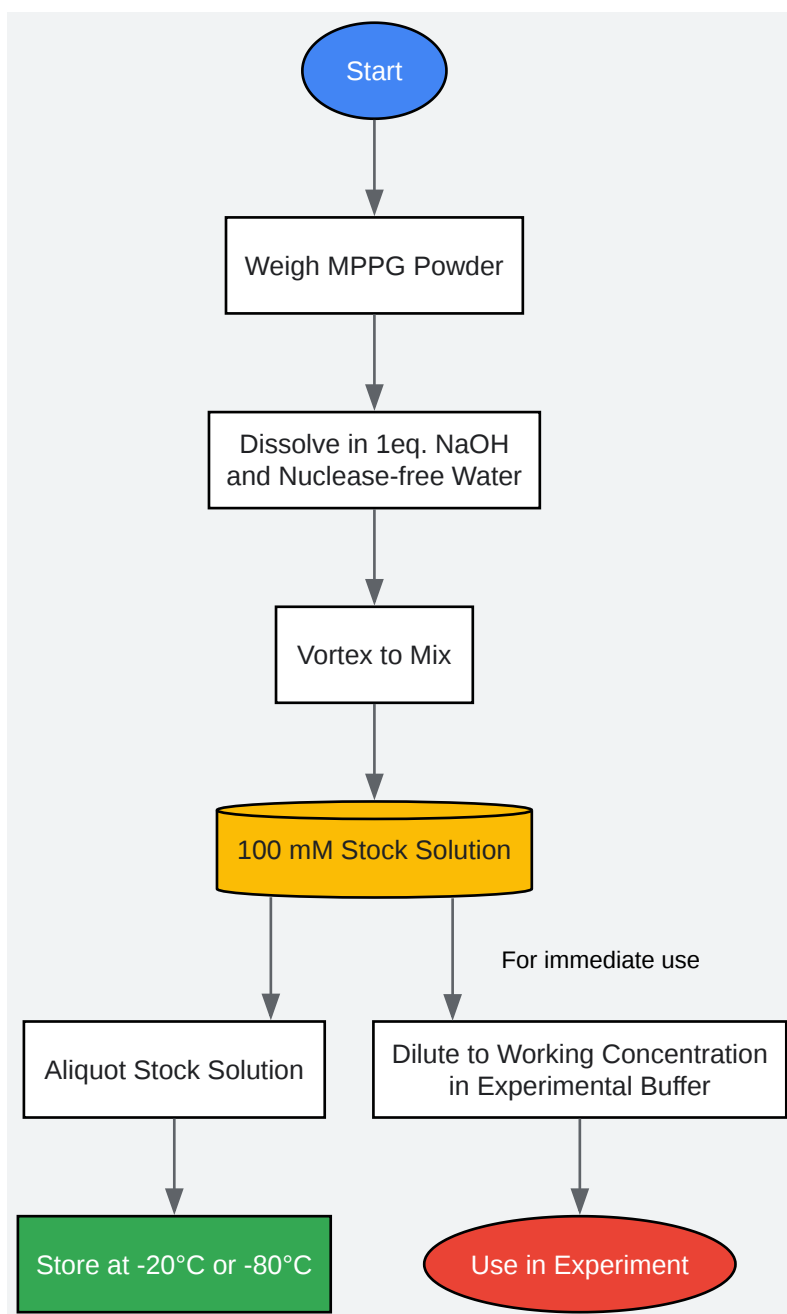 Start
Weigh MPPG Powder
Dissolve in 1eq. NaOH
and Nuclease-free Water
Vortex to Mix
100 mM Stock Solution
For immediate use
Aliquot Stock Solution
Dilute to Working Concentration
in Experimental Buffer
Store at -20°C or -80°C
Use in Experiment